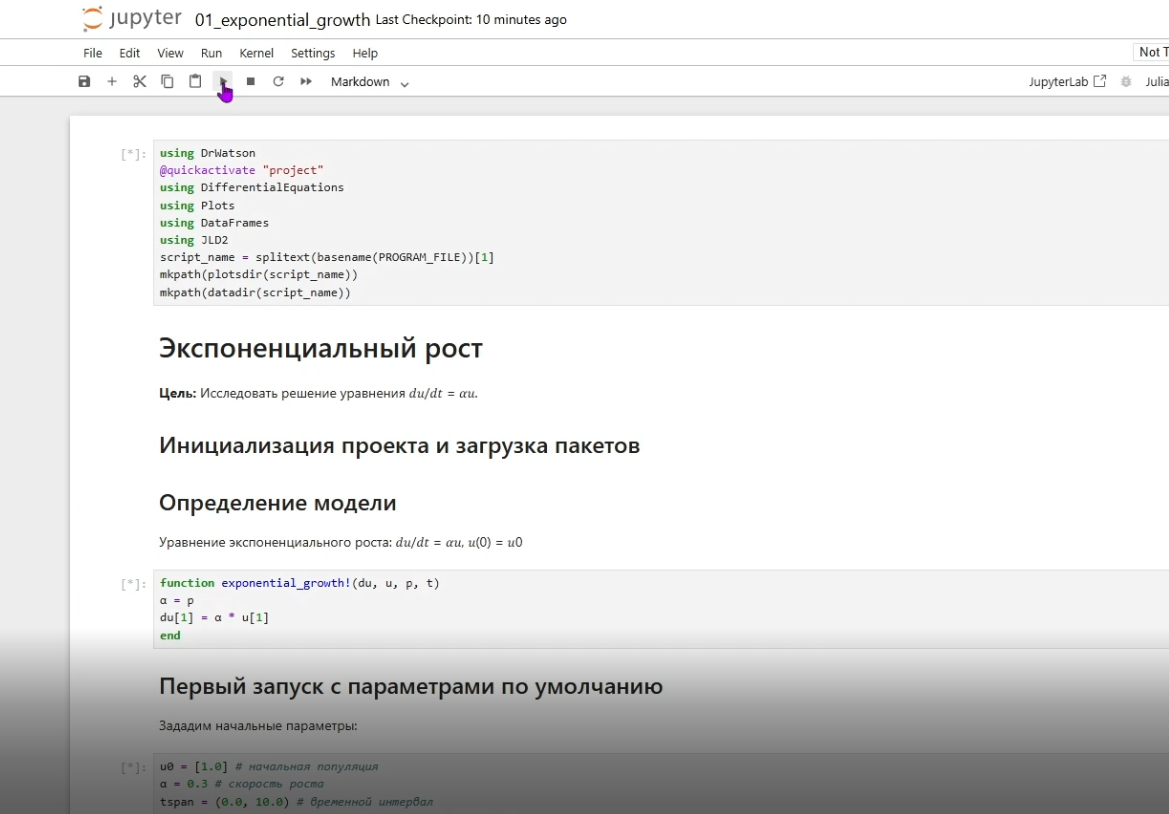 jupyter 01_exponential_growth Last Checkpoint: 10 minutes ago
File Edit View Run Kernel Settings Help Not T
Markdown JupyterLab Julia
[*]: using DrWatson
@quickactivate "project"
using DifferentialEquations
using Plots
using DataFrames
using JLD2
script_name = splitext(basename(PROGRAM_FILE))[1]
mkpath(plotsdir(script_name))
mkpath(datadir(script_name))
Экспоненциальный рост
Цель: Исследовать решение уравнения du/dt = αu.
Инициализация проекта и загрузка пакетов
Определение модели
Уравнение экспоненциального роста: du/dt = αu, u(0) = u0
[*]: function exponential_growth!(du, u, p, t)
α = p
du[1] = α * u[1]
end
Первый запуск с параметрами по умолчанию
Зададим начальные параметры:
[*]: u0 = [1.0] # начальная популяция
α = 0.3 # скорость роста
tspan = (0.0, 10.0) # временной интервал